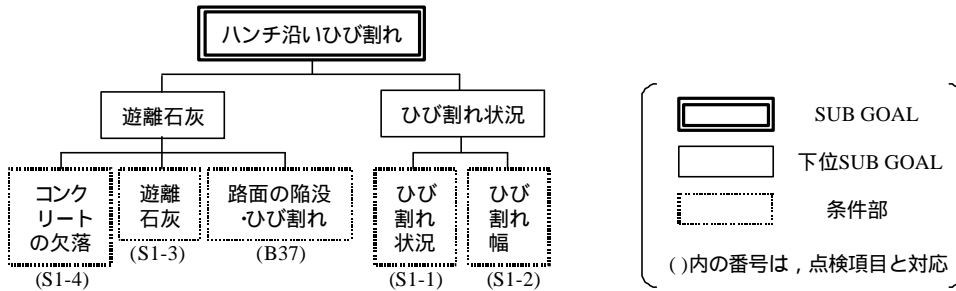 ハンチ沿いひび割れ
遊離石灰
ひび割れ状況
コンク
リート
の欠落
(S1-4)
遊離
石灰
(S1-3)
路面の陥没
・ひび割れ
(B37)
ひび
割れ
状況
(S1-1)
ひび
割れ
幅
(S1-2)
SUB GOAL
下位SUB GOAL
条件部
( )内の番号は，点検項目と対応